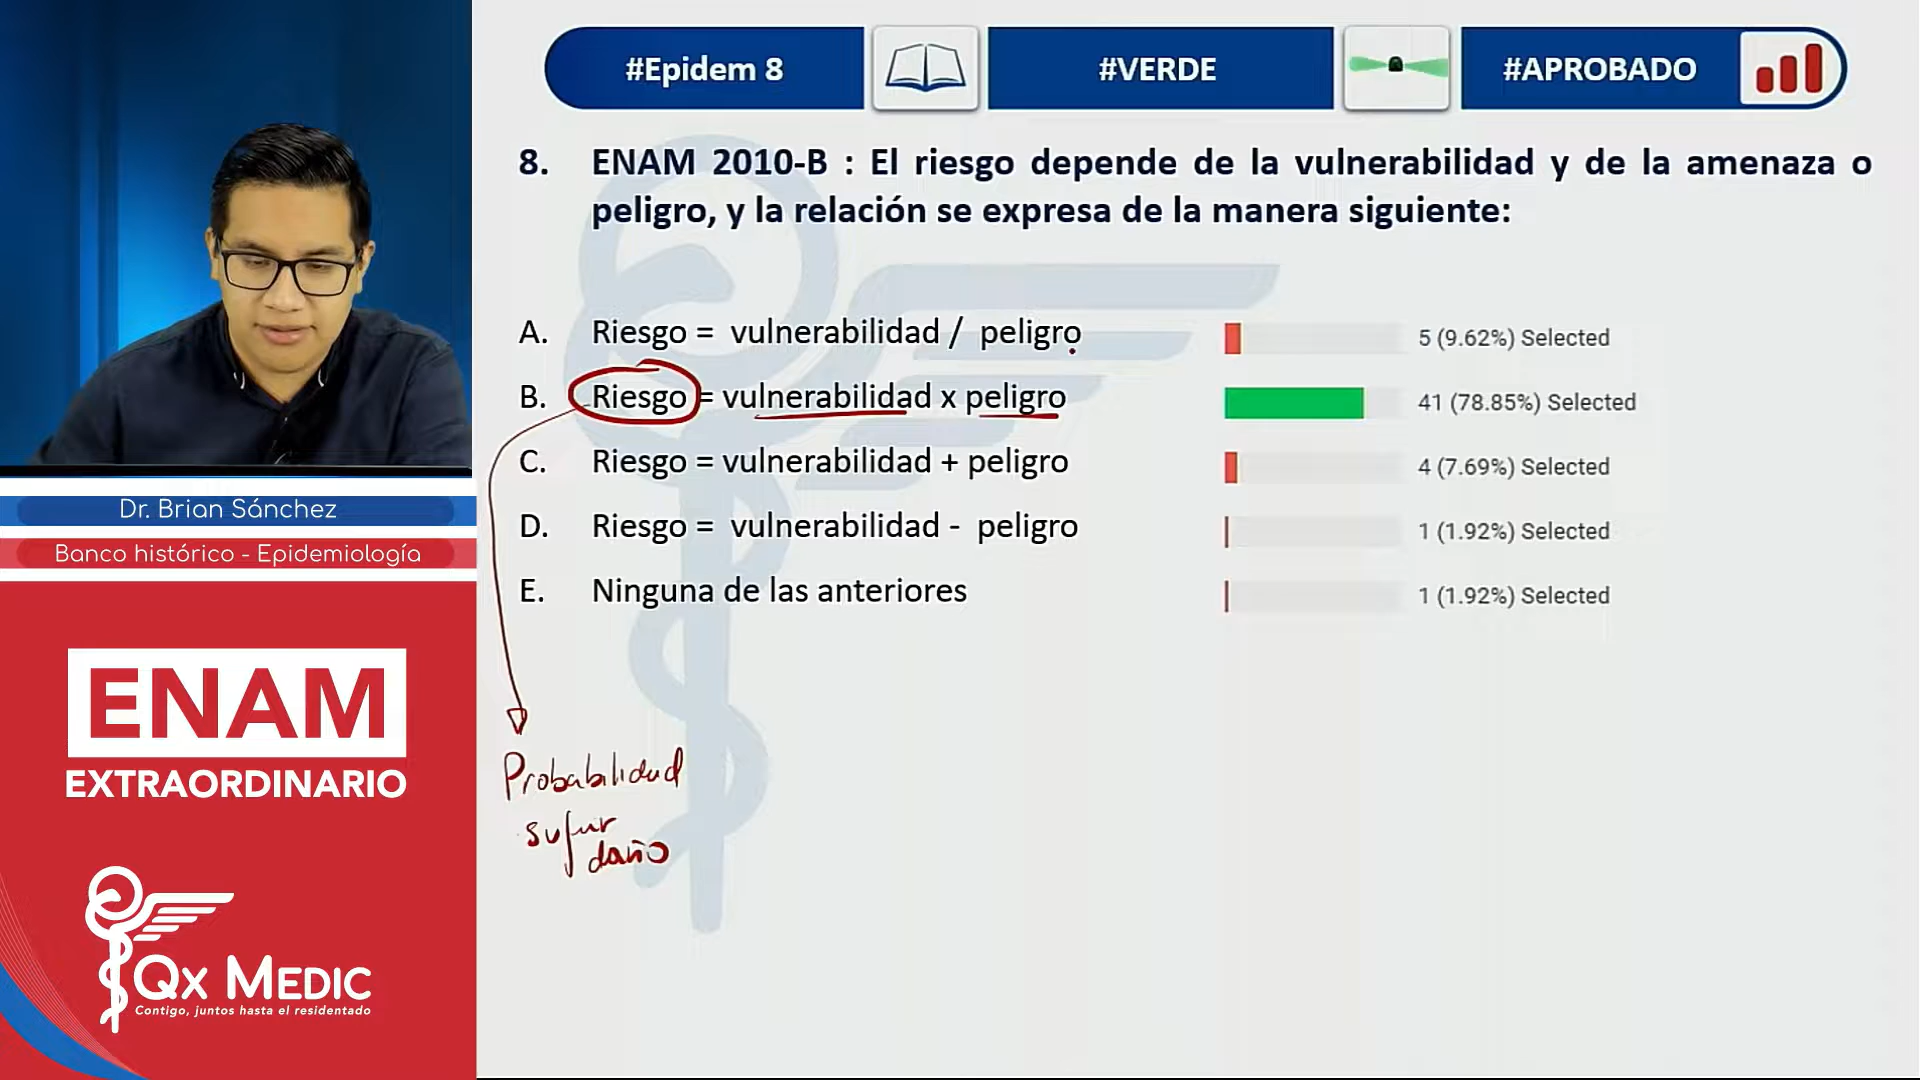 #Epidem 8
#VERDE
#APROBADO
8. ENAM 2010-B : El riesgo depende de la vulnerabilidad y de la amenaza o
peligro, y la relación se expresa de la manera siguiente:
A. Riesgo = vulnerabilidad / peligro
5 (9.62%) Selected
B. Riesgo = vulnerabilidad x peligro
41 (78.85%) Selected
C. Riesgo = vulnerabilidad + peligro
4 (7.69%) Selected
D. Riesgo = vulnerabilidad - peligro
1 (1.92%) Selected
E. Ninguna de las anteriores
1 (1.92%) Selected
Probabilidad
sufrir
daño
Dr. Brian Sánchez
Banco histórico - Epidemiología
ENAM
EXTRAORDINARIO
QX MEDIC
Contigo, juntos hasta el residentado